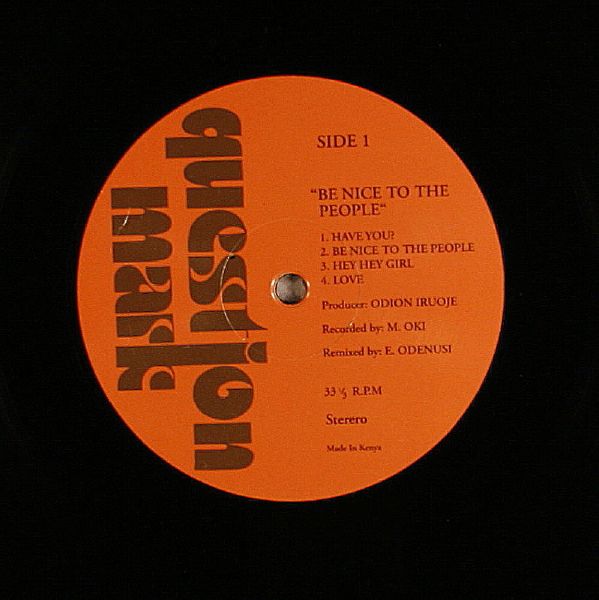 question
mark
SIDE 1
"BE NICE TO THE
PEOPLE"
1. HAVE YOU?
2. BE NICE TO THE PEOPLE
3. HEY HEY GIRL
4. LOVE
Producer: ODION IRUOJE
Recorded by: M. OKI
Remixed by: E. ODENUSI
33 ⅓ R.P.M
Sterero
Made In Kenya